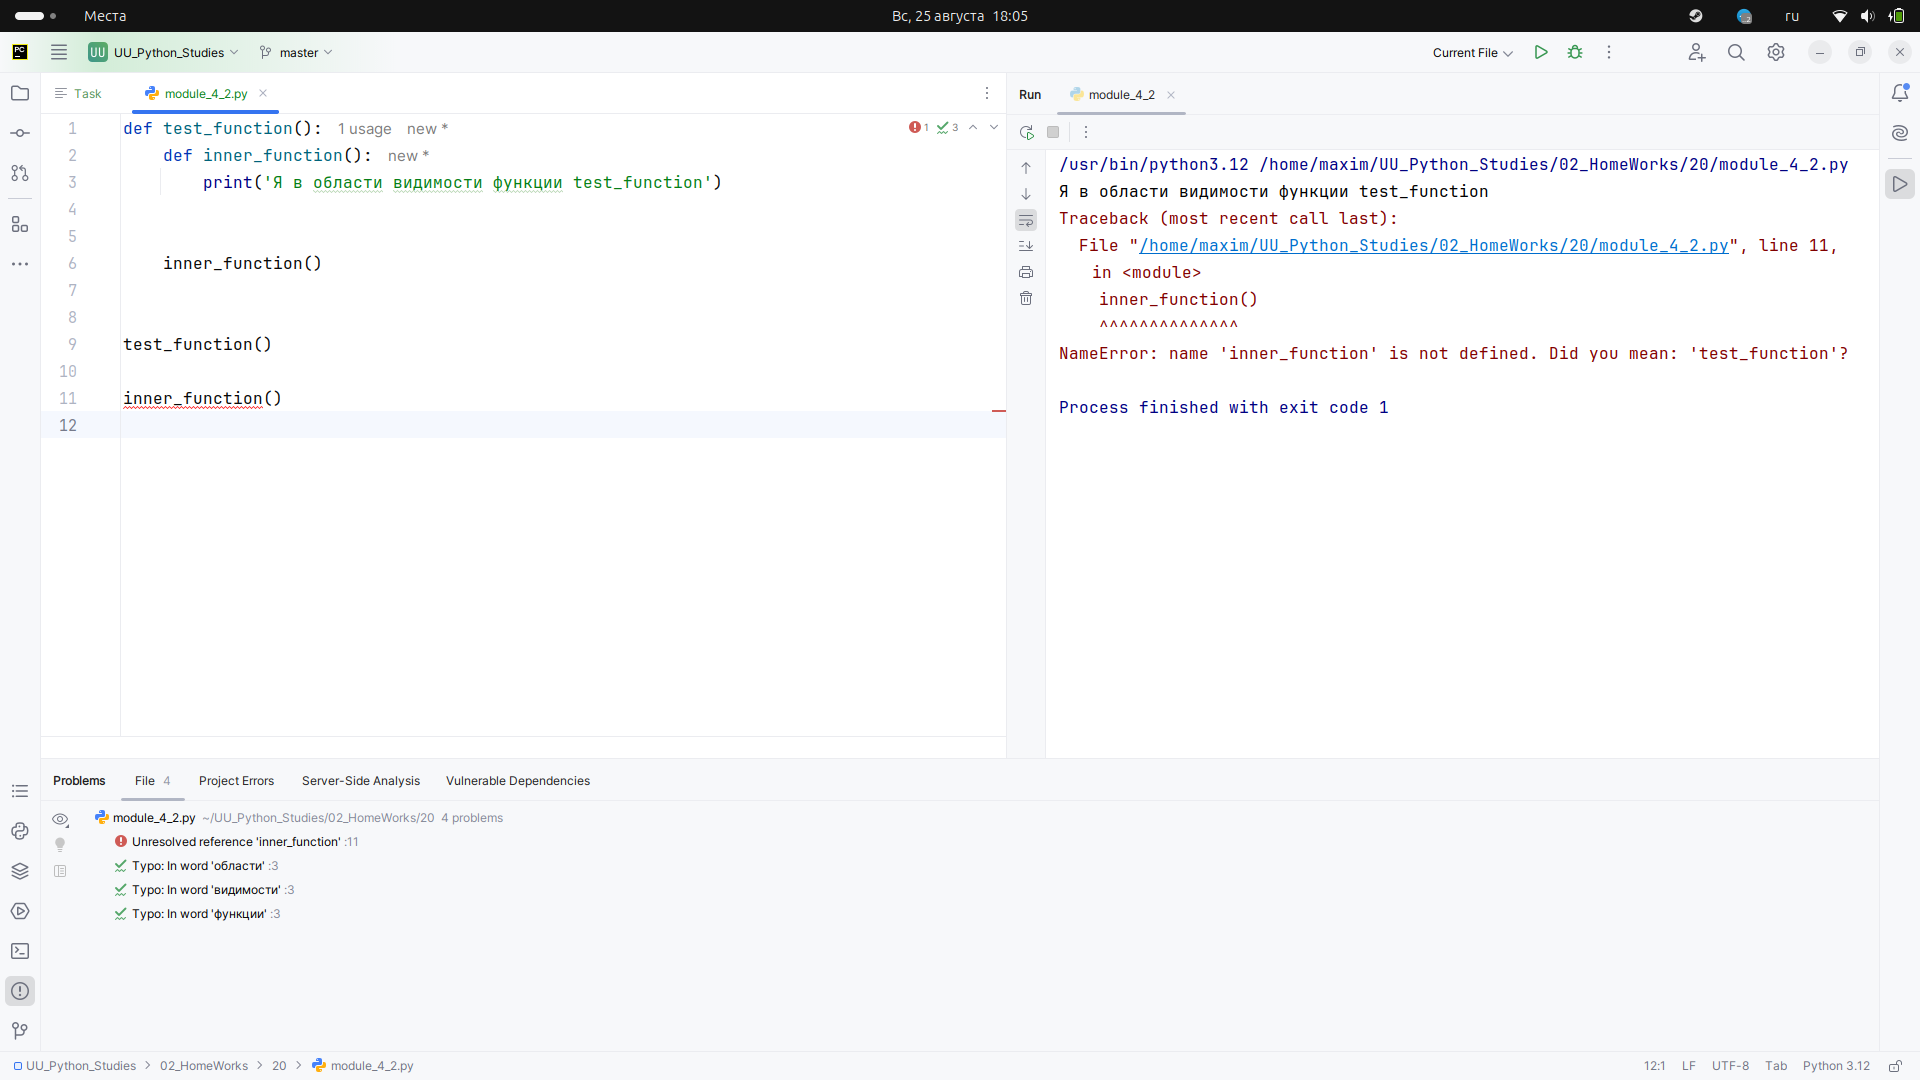 Места
Вс, 25 августа 18:05
ru
PC
UU
UU_Python_Studies
master
Current File
Task
module_4_2.py
Run
module_4_2
1 def test_function(): 1 usage new *
2 def inner_function(): new *
3 print('Я в области видимости функции test_function')
4
5
6 inner_function()
7
8
9 test_function()
10
11 inner_function()
12
1 3
/usr/bin/python3.12 /home/maxim/UU_Python_Studies/02_HomeWorks/20/module_4_2.py
Я в области видимости функции test_function
Traceback (most recent call last):
File "/home/maxim/UU_Python_Studies/02_HomeWorks/20/module_4_2.py", line 11,
in <module>
inner_function()
^^^^^^^^^^^^^^
NameError: name 'inner_function' is not defined. Did you mean: 'test_function'?
Process finished with exit code 1
Problems File 4 Project Errors Server-Side Analysis Vulnerable Dependencies
module_4_2.py ~/UU_Python_Studies/02_HomeWorks/20 4 problems
Unresolved reference 'inner_function' :11
Typo: In word 'области' :3
Typo: In word 'видимости' :3
Typo: In word 'функции' :3
UU_Python_Studies > 02_HomeWorks > 20 > module_4_2.py
12:1 LF UTF-8 Tab Python 3.12